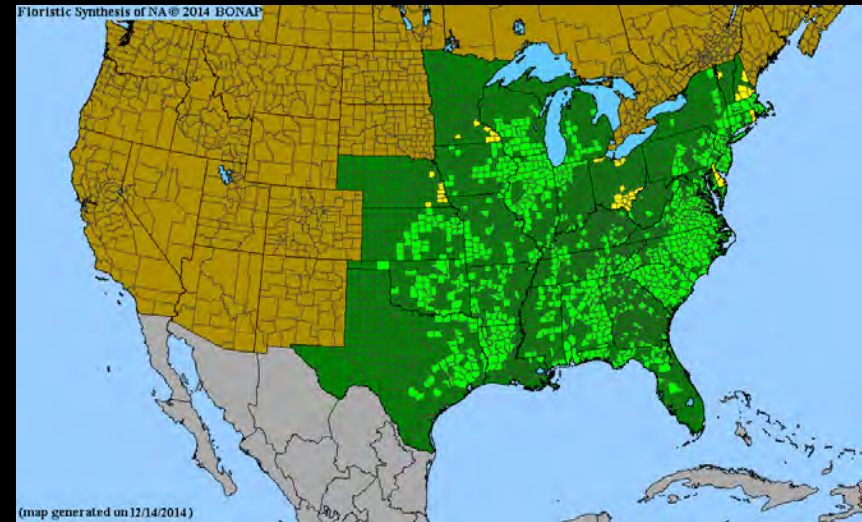 Floristic Synthesis of NA © 2014 BONAP
(map generated on 12/14/2014)